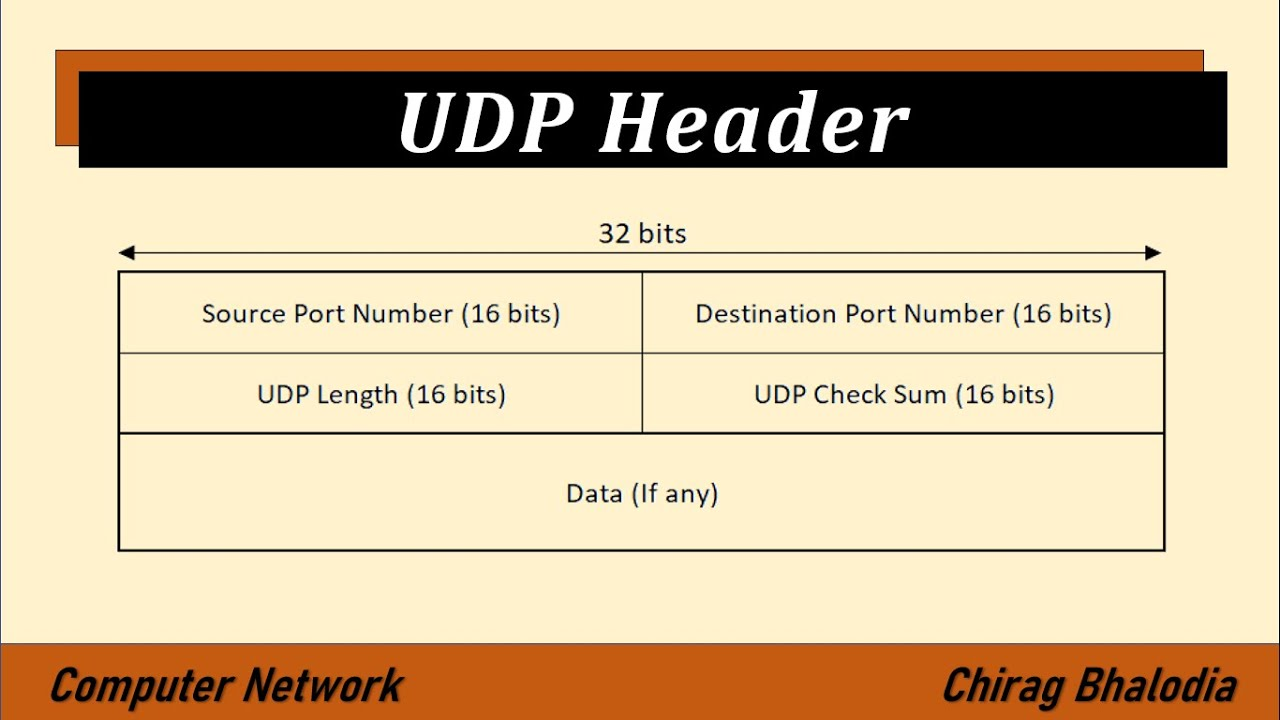 UDP Header
32 bits
Source Port Number (16 bits)
Destination Port Number (16 bits)
UDP Length (16 bits)
UDP Check Sum (16 bits)
Data (If any)
Computer Network
Chirag Bhalodia